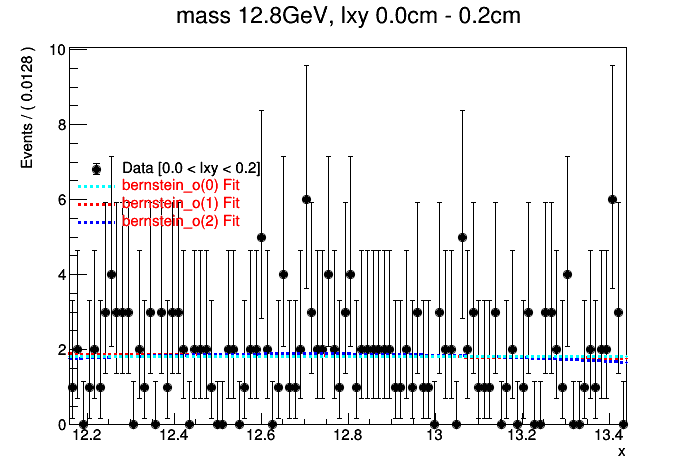 mass 12.8GeV, lxy 0.0cm - 0.2cm
Events / ( 0.0128 )
10
8
6
4
2
0
Data [0.0 < lxy < 0.2]
bernstein_o(0) Fit
bernstein_o(1) Fit
bernstein_o(2) Fit
12.2 12.4 12.6 12.8 13 13.2 13.4
x